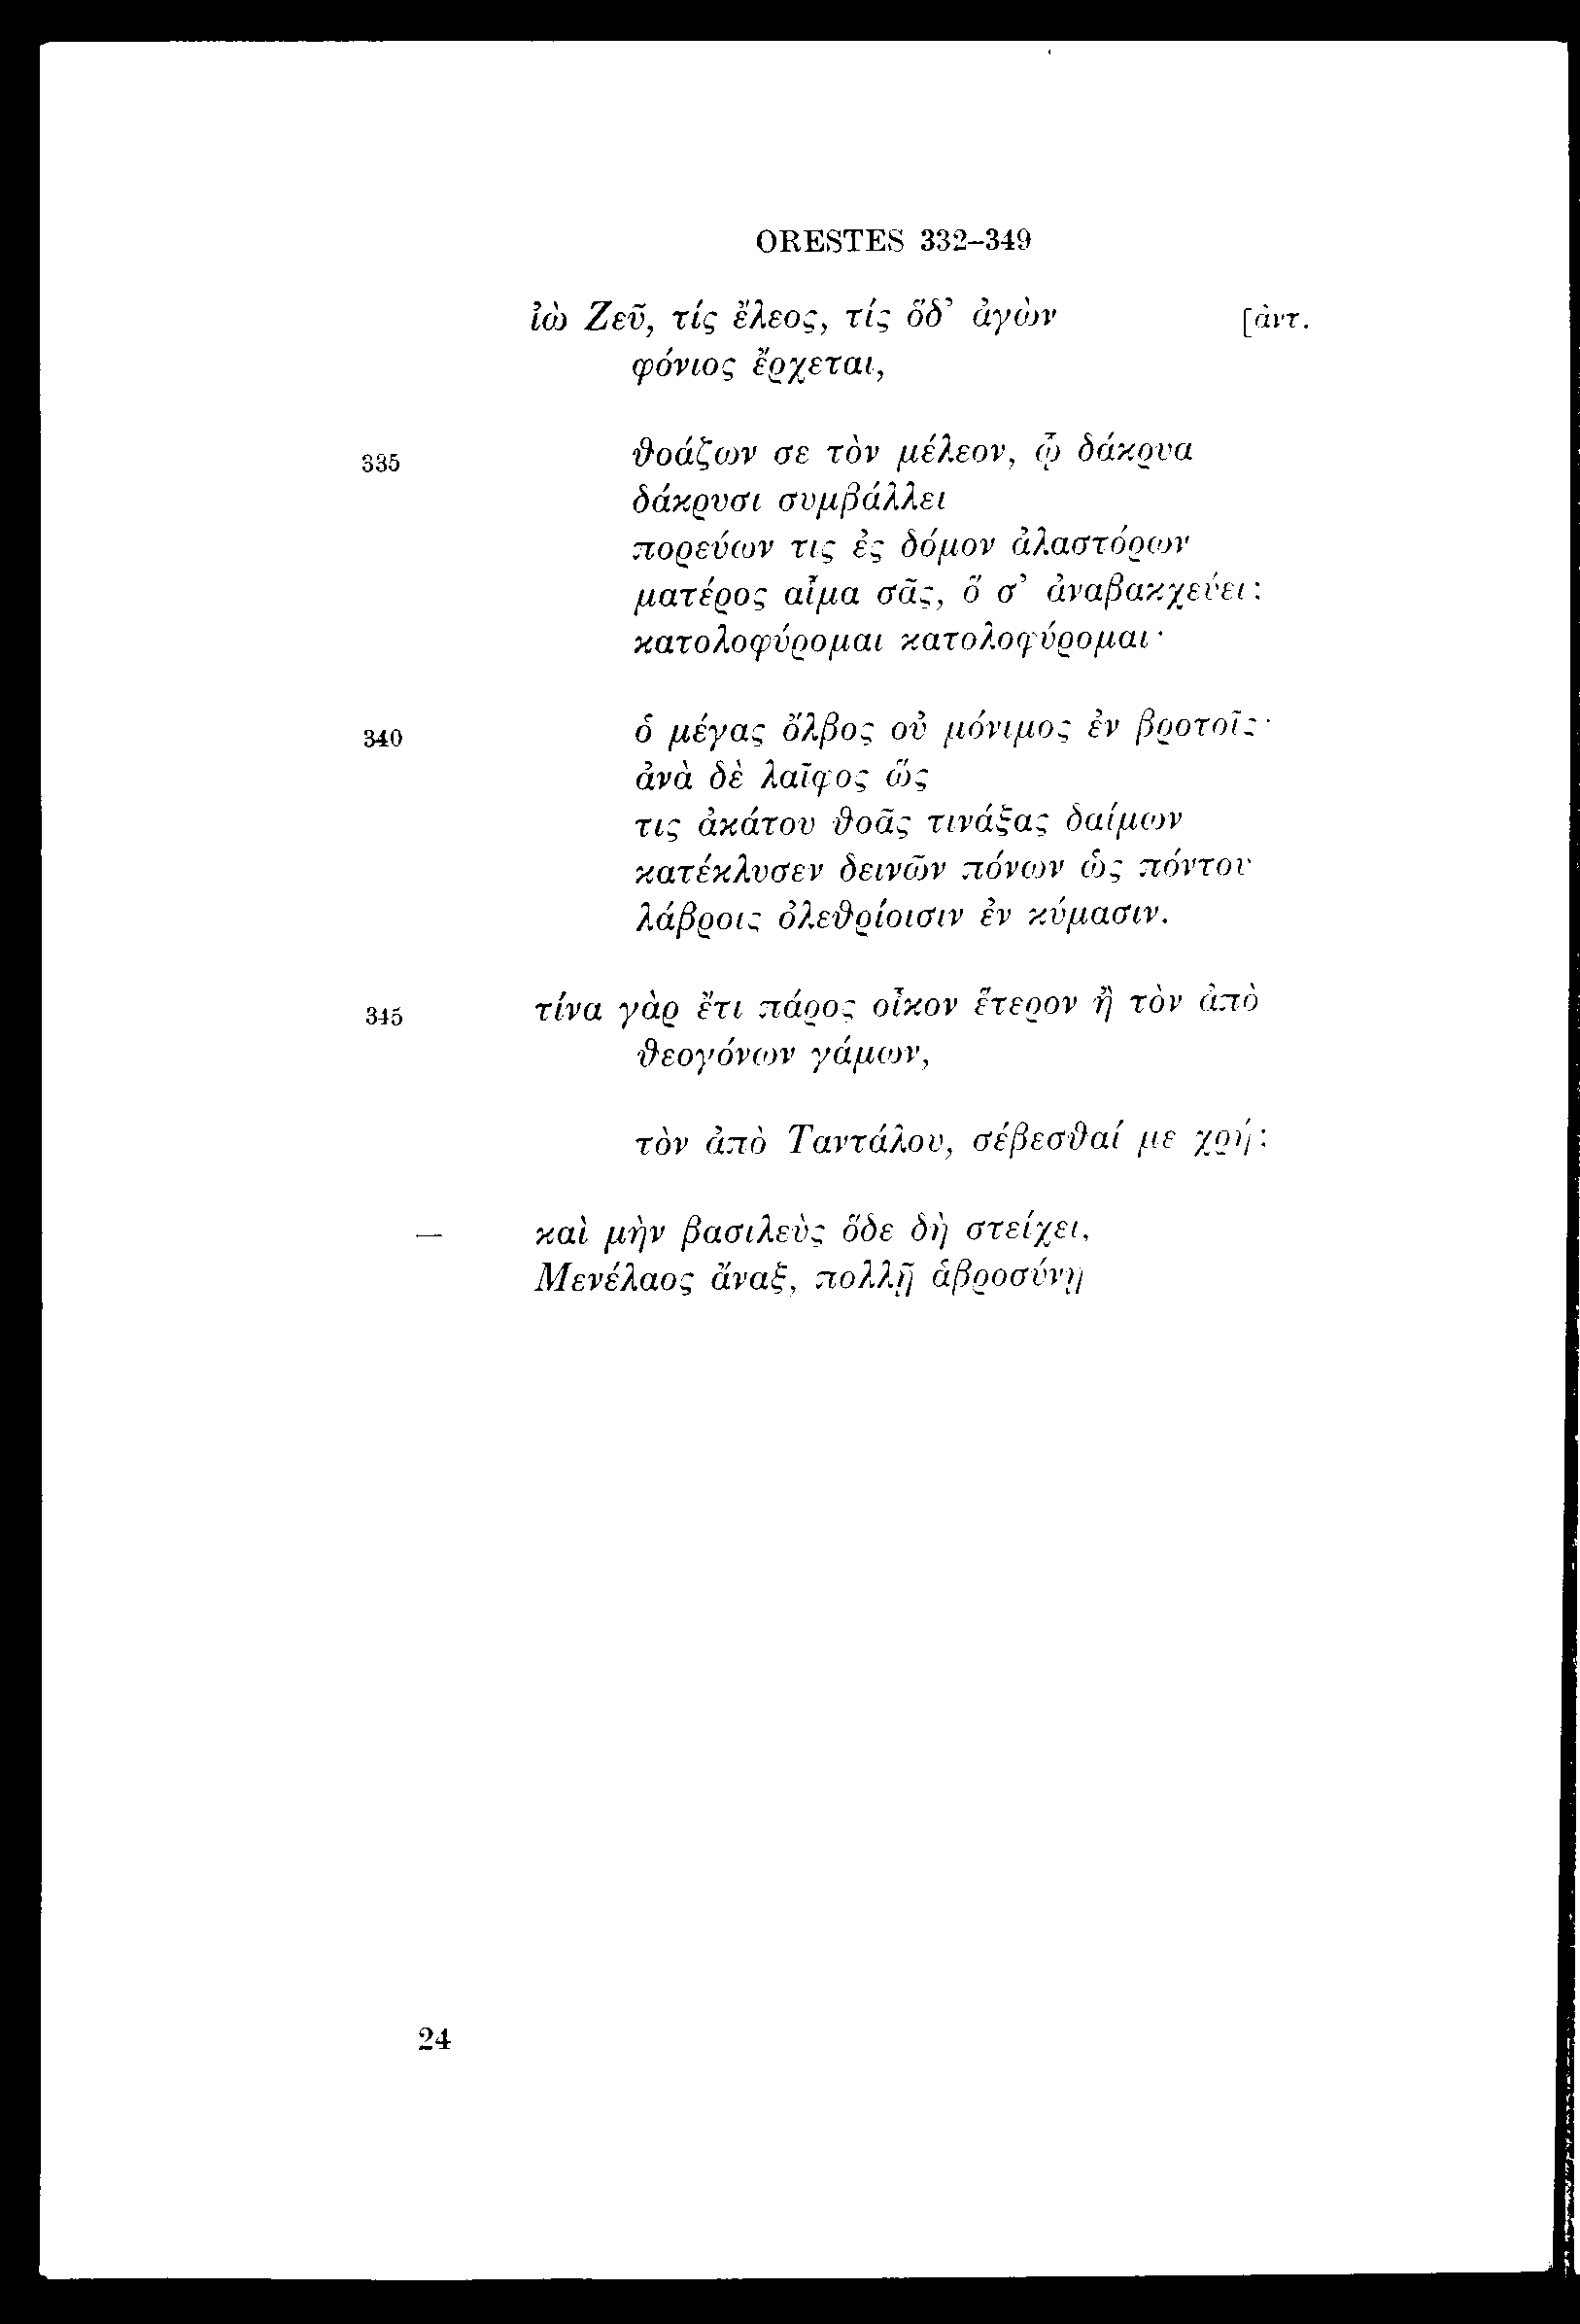 ORESTES 332-349
ἰὼ Ζεῦ, τίς ἔλεος, τίς ὅδ’ ἀγὼν [ἀντ.
φόνιος ἔρχεται,
335 θοάζων σε τὸν μέλεον, ᾧ δάκρυα
δάκρυσι συμβάλλει
πορεύων τις ἐς δόμον ἀλαστόρων
ματέρος αἷμα σᾶς, ὅ σ’ ἀναβακχεύει;
κατολοφύρομαι κατολοφύρομαι·
340 ὁ μέγας ὄλβος οὐ μόνιμος ἐν βροτοῖς·
ἀνὰ δὲ λαῖφος ὥς
τις ἀκάτου θοᾶς τινάξας δαίμων
κατέκλυσεν δεινῶν πόνων ὡς πόντου
λάβροις ὀλεθρίοισιν ἐν κύμασιν.
345 τίνα γὰρ ἔτι πάρος οἶκον ἕτερον ἢ τὸν ἀπὸ
θεογόνων γάμων,
τὸν ἀπὸ Ταντάλου, σέβεσθαί με χρή;
— καὶ μὴν βασιλεὺς ὅδε δὴ στείχει,
Μενέλαος ἄναξ, πολλῇ ἁβροσύνῃ
24